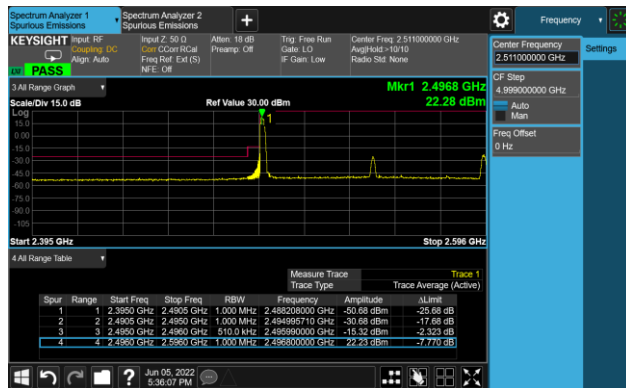 Spectrum Analyzer 1
Spurious Emissions
Spectrum Analyzer 2
Spurious Emissions
+
Frequency
KEYSIGHT
Input: RF
Coupling: DC
Align: Auto
Input Z: 50 Ω
Corr CCorr RCal
Freq Ref: Ext (S)
NFE: Off
Atten: 18 dB
Preamp: Off
Trig: Free Run
Gate: LO
IF Gain: Low
Center Freq: 2.511000000 GHz
Avg|Hold:>10/10
Radio Std: None
PASS
Center Frequency
2.511000000 GHz
Settings
CF Step
4.999000000 GHz
Auto
Man
Freq Offset
0 Hz
3 All Range Graph
Mkr1 2.4968 GHz
22.28 dBm
Scale/Div 15.0 dB
Ref Value 30.00 dBm
Log
15.0
0.00
-15.0
-30.0
-45.0
-60.0
-75.0
-90.0
-105
1
Start 2.395 GHz
Stop 2.596 GHz
4 All Range Table
Measure Trace Trace 1
Trace Type Trace Average (Active)
Spur Range Start Freq Stop Freq RBW Frequency Amplitude ΔLimit
1 1 2.3950 GHz 2.4905 GHz 1.000 MHz 2.488208000 GHz -50.68 dBm -25.68 dB
2 2 2.4905 GHz 2.4950 GHz 1.000 MHz 2.494995710 GHz -30.68 dBm -17.68 dB
3 3 2.4950 GHz 2.4960 GHz 510.0 kHz 2.495990000 GHz -15.32 dBm -2.323 dB
4 4 2.4960 GHz 2.5960 GHz 1.000 MHz 2.496800000 GHz 22.23 dBm -7.770 dB
?
Jun 05, 2022
5:36:07 PM